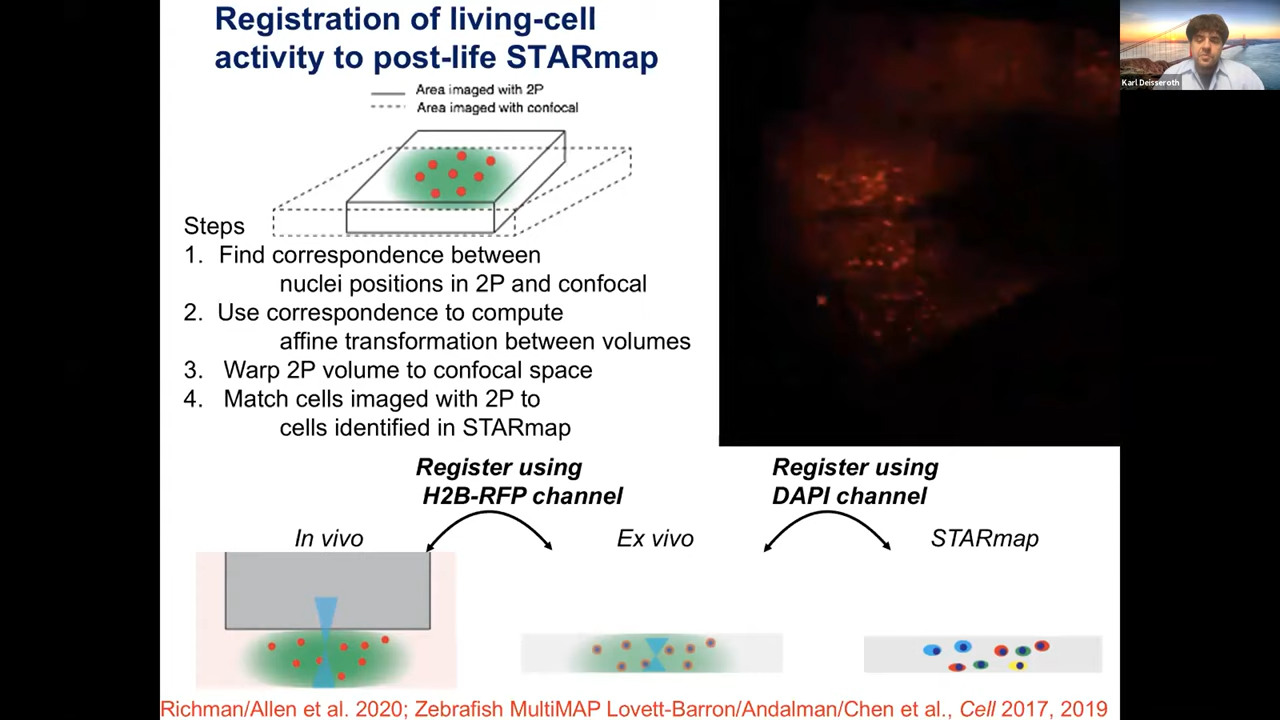 Registration of living-cell
activity to post-life STARmap
Area imaged with 2P
Area imaged with confocal
Steps
1. Find correspondence between
nuclei positions in 2P and confocal
2. Use correspondence to compute
affine transformation between volumes
3. Warp 2P volume to confocal space
4. Match cells imaged with 2P to
cells identified in STARmap
Register using
H2B-RFP channel
Register using
DAPI channel
In vivo
Ex vivo
STARmap
Richman/Allen et al. 2020; Zebrafish MultiMAP Lovett-Barron/Andalman/Chen et al., Cell 2017, 2019
Karl Deisseroth